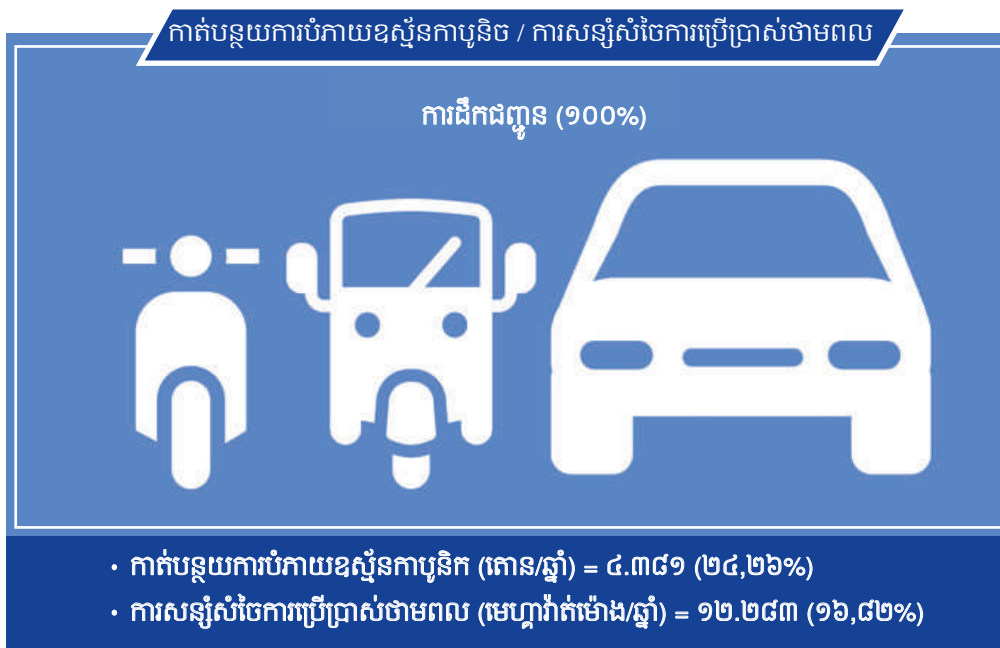 កាត់បន្ថយការបំភាយឧស្ម័នកាបូនិច / ការសន្សំសំចៃការប្រើប្រាស់ថាមពល
ការដឹកជញ្ជូន (១០០%)
• កាត់បន្ថយការបំភាយឧស្ម័នកាបូនិក (តោន/ឆ្នាំ) = ៤.៣៨១ (២៤,២៦%)
• ការសន្សំសំចៃការប្រើប្រាស់ថាមពល (មេហ្គាវ៉ាត់ម៉ោង/ឆ្នាំ) = ១២.២៨៣ (១៦,៨២%)